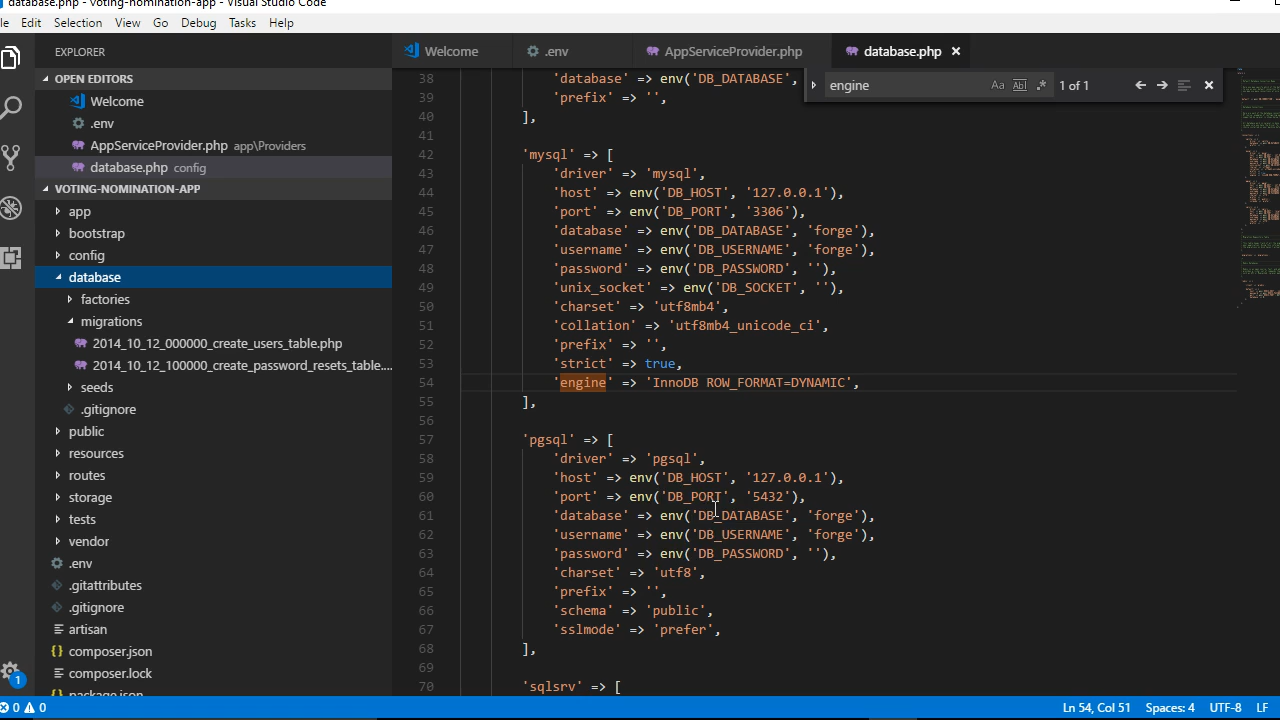 database.php - voting-nomination-app - Visual Studio Code
le Edit Selection View Go Debug Tasks Help
EXPLORER
OPEN EDITORS
Welcome
.env
AppServiceProvider.php app\Providers
database.php config
VOTING-NOMINATION-APP
app
bootstrap
config
database
factories
migrations
2014_10_12_000000_create_users_table.php
2014_10_12_100000_create_password_resets_table....
seeds
.gitignore
public
resources
routes
storage
tests
vendor
.env
.gitattributes
.gitignore
artisan
composer.json
composer.lock
package.json
1
Welcome .env AppServiceProvider.php database.php
engine Aa Abl .* 1 of 1
38 'database' => env('DB_DATABASE',
39 'prefix' => '',
40 ],
41
42 'mysql' => [
43 'driver' => 'mysql',
44 'host' => env('DB_HOST', '127.0.0.1'),
45 'port' => env('DB_PORT', '3306'),
46 'database' => env('DB_DATABASE', 'forge'),
47 'username' => env('DB_USERNAME', 'forge'),
48 'password' => env('DB_PASSWORD', ''),
49 'unix_socket' => env('DB_SOCKET', ''),
50 'charset' => 'utf8mb4',
51 'collation' => 'utf8mb4_unicode_ci',
52 'prefix' => '',
53 'strict' => true,
54 'engine' => 'InnoDB ROW_FORMAT=DYNAMIC',
55 ],
56
57 'pgsql' => [
58 'driver' => 'pgsql',
59 'host' => env('DB_HOST', '127.0.0.1'),
60 'port' => env('DB_PORT', '5432'),
61 'database' => env('DB_DATABASE', 'forge'),
62 'username' => env('DB_USERNAME', 'forge'),
63 'password' => env('DB_PASSWORD', ''),
64 'charset' => 'utf8',
65 'prefix' => '',
66 'schema' => 'public',
67 'sslmode' => 'prefer',
68 ],
69
70 'sqlsrv' => [
0 0 Ln 54, Col 51 Spaces: 4 UTF-8 LF